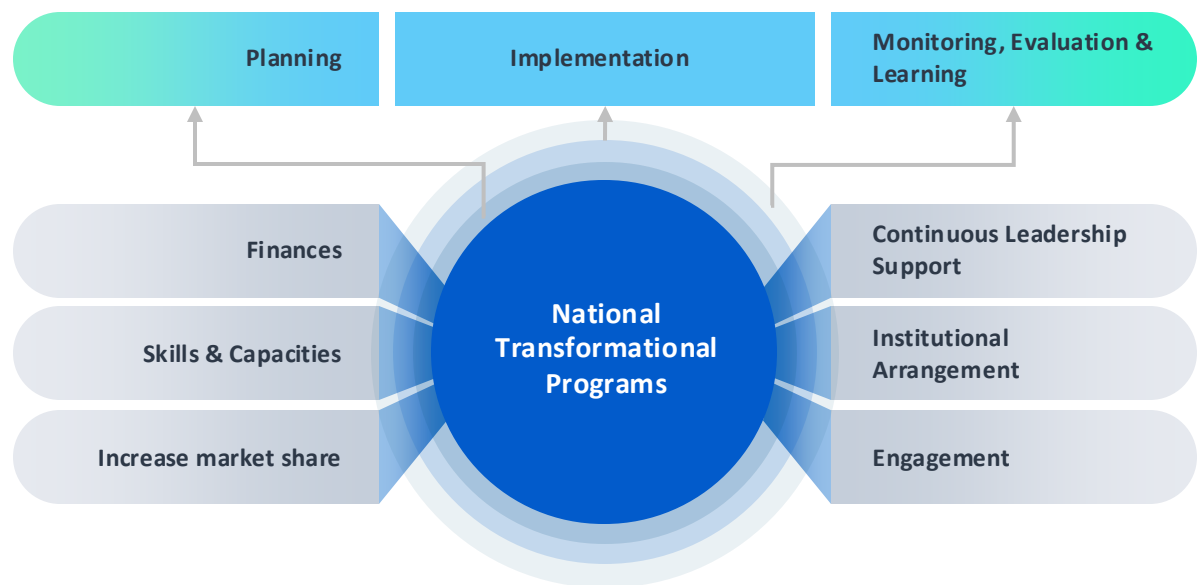 Planning
Implementation
Monitoring, Evaluation &
Learning
Finances
Skills & Capacities
Increase market share
National
Transformational
Programs
Continuous Leadership
Support
Institutional
Arrangement
Engagement